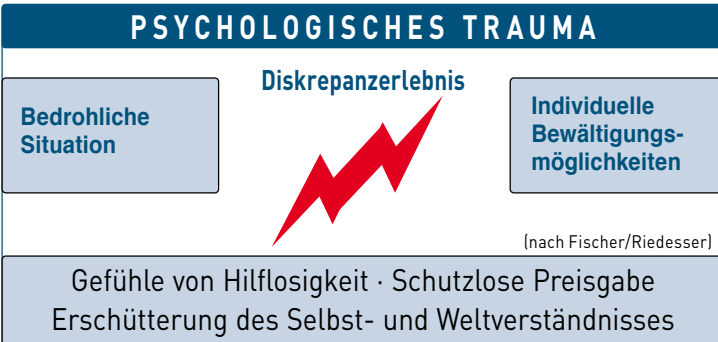 PSYCHOLOGISCHES TRAUMA
Diskrepanzerlebnis
Bedrohliche
Situation
Individuelle
Bewältigungs-
möglichkeiten
(nach Fischer/Riedesser)
Gefühle von Hilflosigkeit · Schutzlose Preisgabe
Erschütterung des Selbst- und Weltverständnisses